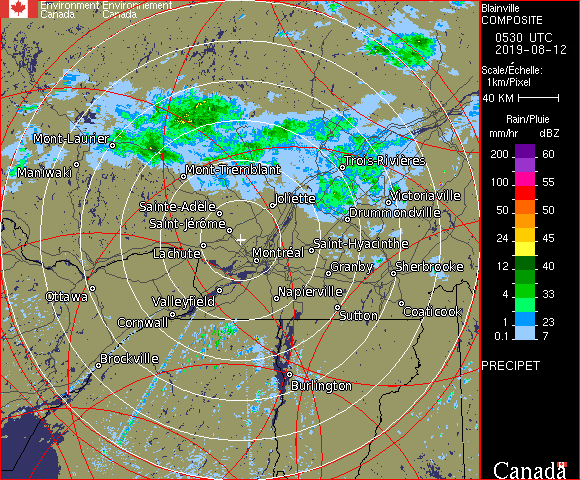 Environment Environnement
Canada Canada
Blainville
COMPOSITE
0530 UTC
2019-08-12
Scale/Échelle:
1km/Pixel
40 KM
Rain/Pluie
mm/hr dBZ
200 60
100 55
50 50
24 45
12 40
4 33
1 23
0.1 7
PRECIPET
Canada
Mont-Laurier
Maniwaki
Mont-Tremblant
Trois-Rivières
Joliette
Victoriaville
Sainte-Adele
Drummondville
Saint-Jérôme
Lachute
Montréal
Saint-Hyacinthe
Granby
Sherbrooke
Ottawa
Valleyfield
Napierville
Cornwall
Sutton
Coaticook
Brockville
Burlington